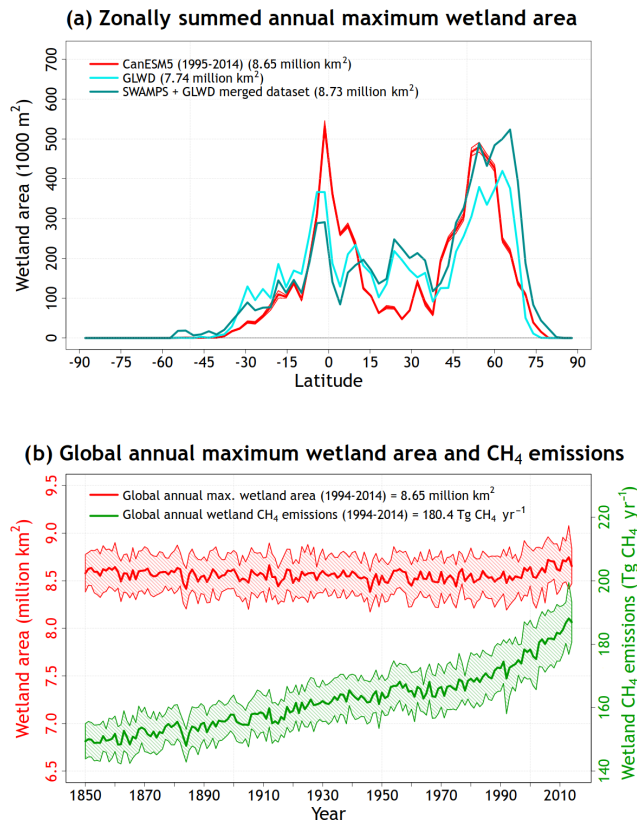 (a) Zonally summed annual maximum wetland area
CanESM5 (1995-2014) (8.65 million km²)
GLWD (7.74 million km²)
SWAMPS + GLWD merged dataset (8.73 million km²)
Wetland area (1000 m²)
700
600
500
400
300
200
100
0
-88 -75 -60 -45 -30 -15 0 15 30 45 60 75 90
Latitude
(b) Global annual maximum wetland area and CH₄ emissions
Global annual max. wetland area (1994-2014) = 8.65 million km²
Global annual wetland CH₄ emissions (1994-2014) = 180.4 Tg CH₄ yr⁻¹
Wetland area (million km²)
9.5
9.0
8.5
8.0
7.5
7.0
6.5
Wetland CH₄ emissions (Tg CH₄ yr⁻¹)
220
200
180
160
140
1850 1870 1890 1910 1930 1950 1970 1990 2010
Year